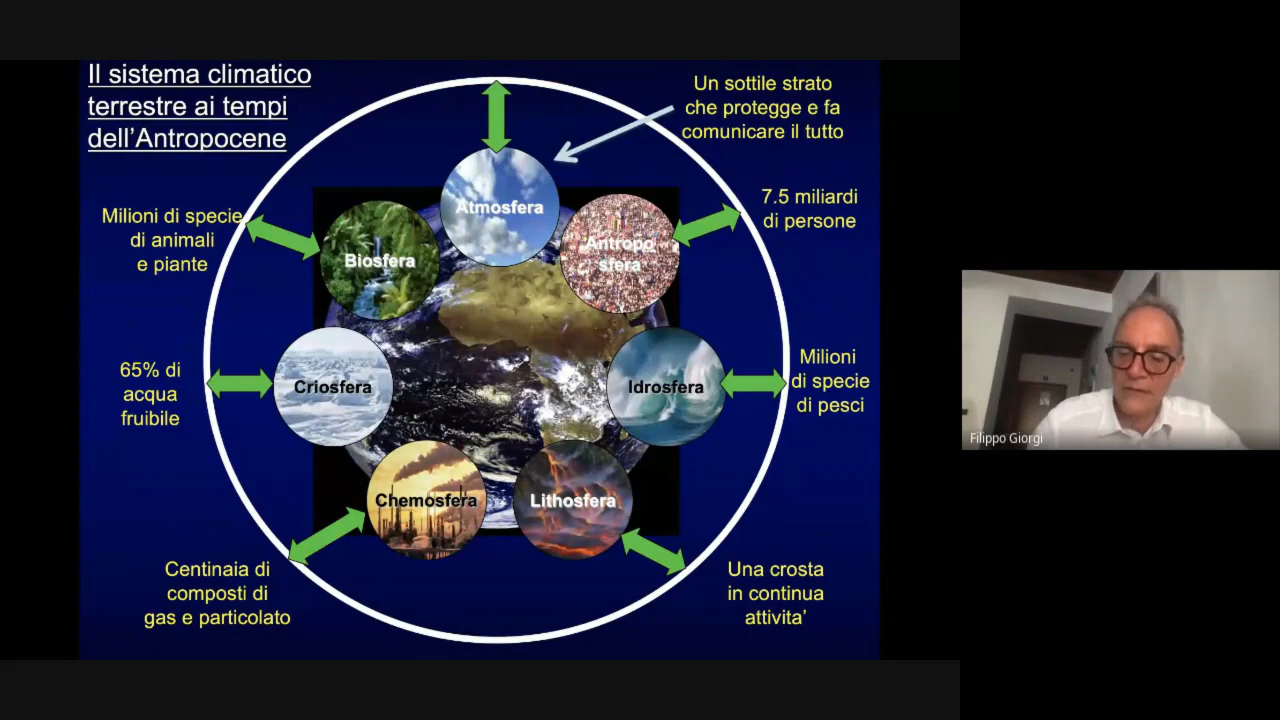 Il sistema climatico
terrestre ai tempi
dell'Antropocene
Un sottile strato
che protegge e fa
comunicare il tutto
Atmosfera
7.5 miliardi
di persone
Milioni di specie
di animali
e piante
Antropo
sfera
Biosfera
65% di
acqua
fruibile
Criosfera
Idrosfera
Milioni
di specie
di pesci
Filippo Giorgi
Chemosfera
Lithosfera
Centinaia di
composti di
gas e particolato
Una crosta
in continua
attivita'